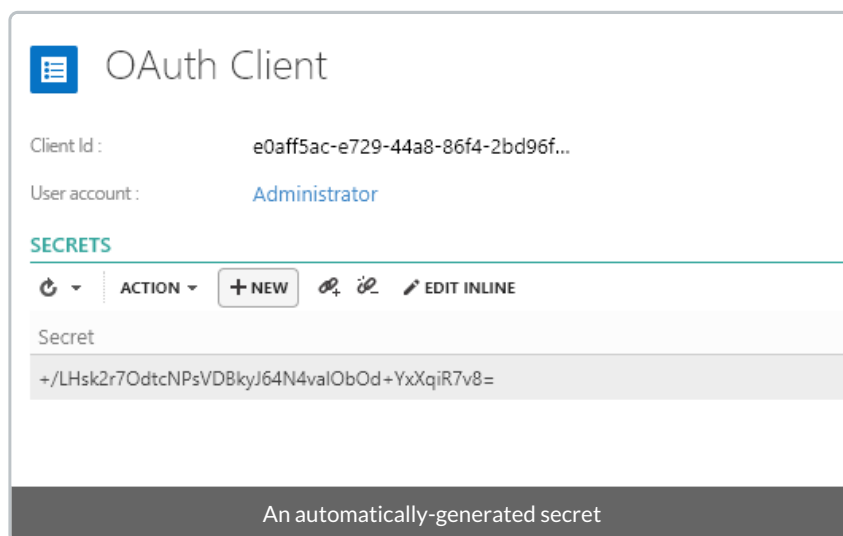 OAuth Client
Client Id : e0aff5ac-e729-44a8-86f4-2bd96f...
User account : Administrator
SECRETS
ACTION NEW EDIT INLINE
Secret
+/LHsk2r7OdtcNPsVDBkyJ64N4valObOd+YxXqiR7v8=
An automatically-generated secret